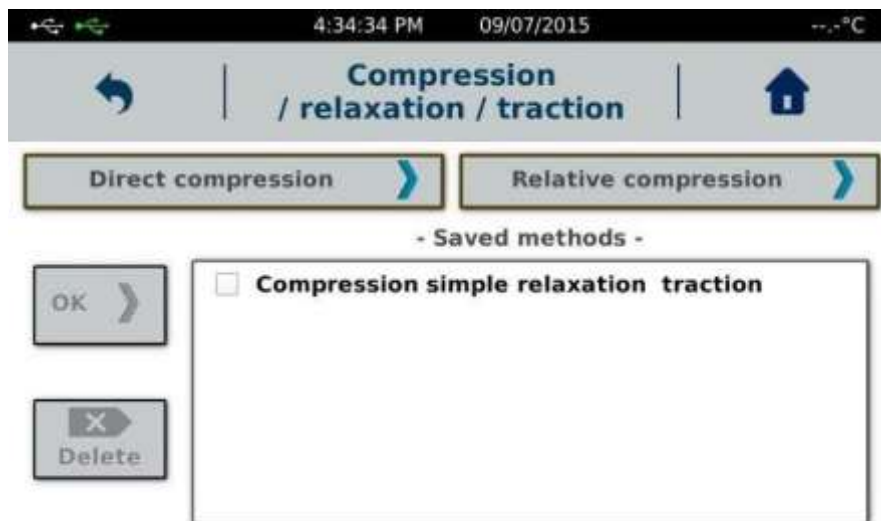 4:34:34 PM 09/07/2015 --.-°C
Compression
/ relaxation / traction
Direct compression
Relative compression
- Saved methods -
OK
Compression simple relaxation traction
Delete